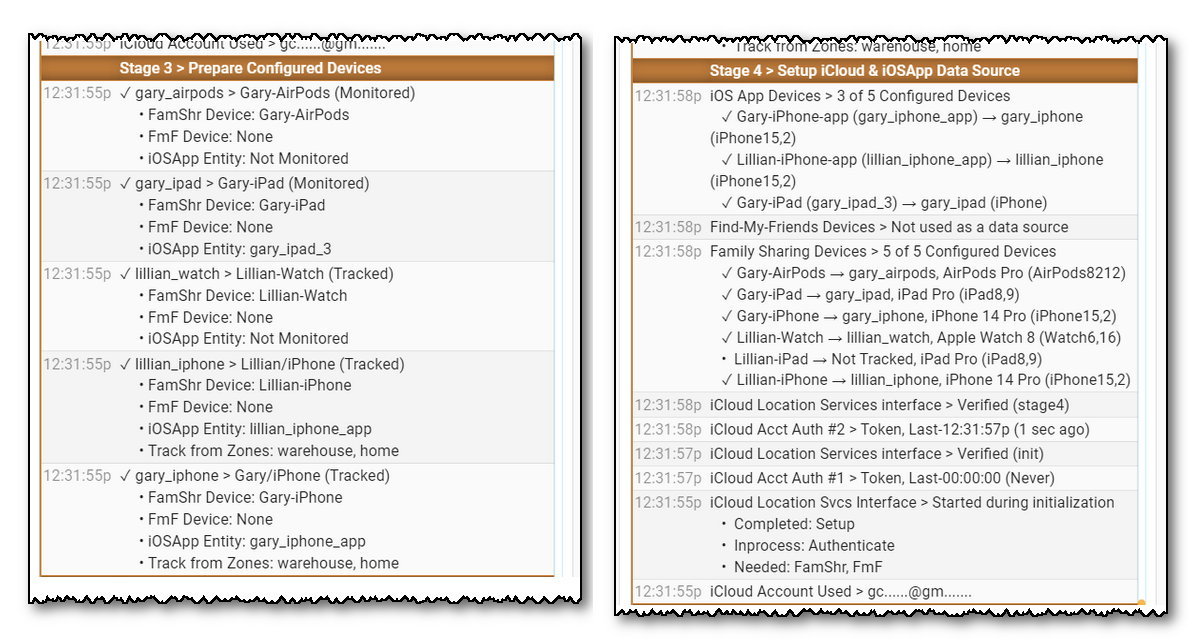 12:31:55p iCloud Account Used > gc......@gm.......
Stage 3 > Prepare Configured Devices
12:31:55p ✓ gary_airpods > Gary-AirPods (Monitored)
• FamShr Device: Gary-AirPods
• FmF Device: None
• iOSApp Entity: Not Monitored
12:31:55p ✓ gary_ipad > Gary-iPad (Monitored)
• FamShr Device: Gary-iPad
• FmF Device: None
• iOSApp Entity: gary_ipad_3
12:31:55p ✓ lillian_watch > Lillian-Watch (Tracked)
• FamShr Device: Lillian-Watch
• FmF Device: None
• iOSApp Entity: Not Monitored
12:31:55p ✓ lillian_iphone > Lillian/iPhone (Tracked)
• FamShr Device: Lillian-iPhone
• FmF Device: None
• iOSApp Entity: lillian_iphone_app
• Track from Zones: warehouse, home
12:31:55p ✓ gary_iphone > Gary/iPhone (Tracked)
• FamShr Device: Gary-iPhone
• FmF Device: None
• iOSApp Entity: gary_iphone_app
• Track from Zones: warehouse, home
• Track from Zones: warehouse, home
Stage 4 > Setup iCloud & iOSApp Data Source
12:31:58p iOS App Devices > 3 of 5 Configured Devices
✓ Gary-iPhone-app (gary_iphone_app) → gary_iphone
(iPhone15,2)
✓ Lillian-iPhone-app (lillian_iphone_app) → lillian_iphone
(iPhone15,2)
✓ Gary-iPad (gary_ipad_3) → gary_ipad (iPhone)
12:31:58p Find-My-Friends Devices > Not used as a data source
12:31:58p Family Sharing Devices > 5 of 5 Configured Devices
✓ Gary-AirPods → gary_airpods, AirPods Pro (AirPods8212)
✓ Gary-iPad → gary_ipad, iPad Pro (iPad8,9)
✓ Gary-iPhone → gary_iphone, iPhone 14 Pro (iPhone15,2)
✓ Lillian-Watch → lillian_watch, Apple Watch 8 (Watch6,16)
• Lillian-iPad → Not Tracked, iPad Pro (iPad8,9)
✓ Lillian-iPhone → lillian_iphone, iPhone 14 Pro (iPhone15,2)
12:31:58p iCloud Location Services interface > Verified (stage4)
12:31:58p iCloud Acct Auth #2 > Token, Last-12:31:57p (1 sec ago)
12:31:57p iCloud Location Services interface > Verified (init)
12:31:57p iCloud Acct Auth #1 > Token, Last-00:00:00 (Never)
12:31:55p iCloud Location Svcs Interface > Started during initialization
• Completed: Setup
• Inprocess: Authenticate
• Needed: FamShr, FmF
12:31:55p iCloud Account Used > gc......@gm.......